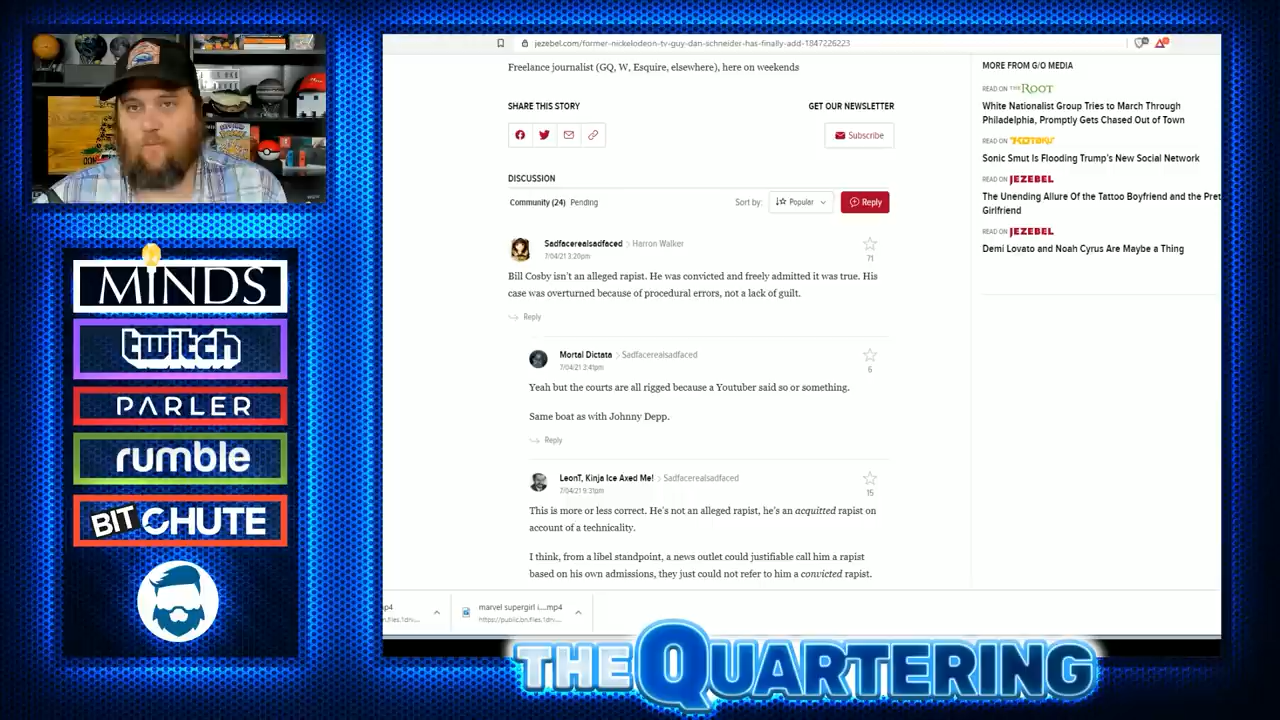 jezebel.com/former-nickelodeon-tv-guy-dan-schneider-has-finally-add-1847226223
Freelance journalist (GQ, W, Esquire, elsewhere), here on weekends
SHARE THIS STORY
GET OUR NEWSLETTER
Subscribe
DISCUSSION
Community (24) Pending
Sort by: Popular
Reply
Sadfacerealsadfaced Harron Walker
7/04/21 3:20pm
71
Bill Cosby isn't an alleged rapist. He was convicted and freely admitted it was true. His
case was overturned because of procedural errors, not a lack of guilt.
Reply
Mortal Dictata Sadfacerealsadfaced
7/04/21 3:41pm
6
Yeah but the courts are all rigged because a Youtuber said so or something.
Same boat as with Johnny Depp.
Reply
LeonT, Kinja Ice Axed Me! Sadfacerealsadfaced
7/04/21 9:31pm
15
This is more or less correct. He's not an alleged rapist, he's an acquitted rapist on
account of a technicality.
I think, from a libel standpoint, a news outlet could justifiable call him a rapist
based on his own admissions, they just could not refer to him a convicted rapist.
MORE FROM G/O MEDIA
READ ON THE ROOT
White Nationalist Group Tries to March Through
Philadelphia, Promptly Gets Chased Out of Town
READ ON KOTAKU
Sonic Smut Is Flooding Trump's New Social Network
READ ON JEZEBEL
The Unending Allure Of the Tattoo Boyfriend and the Pret
Girlfriend
READ ON JEZEBEL
Demi Lovato and Noah Cyrus Are Maybe a Thing
MINDS
twitch
PARLER
rumble
BIT CHUTE
p4
marvel supergirl i....mp4
https://public.bn.files.1drv...
THE QUARTERING